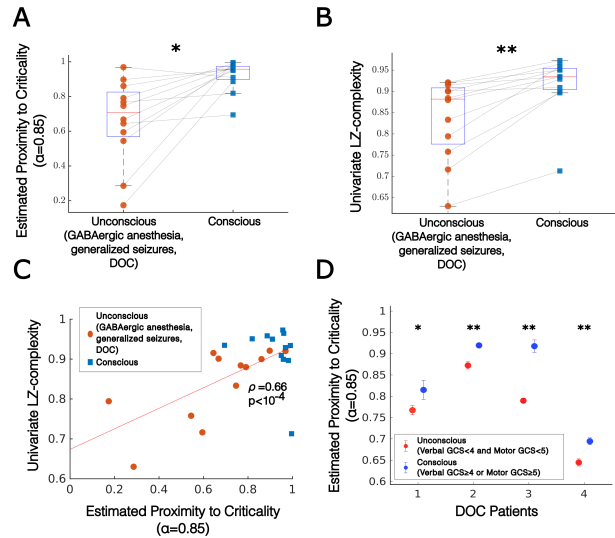 A
*
Estimated Proximity to Criticality
(α=0.85)
1
0.8
0.6
0.4
0.2
Unconscious
(GABAergic anesthesia,
generalized seizures,
DOC)
Conscious
B
**
Univariate LZ-complexity
0.95
0.9
0.85
0.8
0.75
0.7
0.65
Unconscious
(GABAergic anesthesia,
generalized seizures,
DOC)
Conscious
C
Univariate LZ-complexity
1
0.9
0.8
0.7
0.6
Unconscious
(GABAergic anesthesia,
generalized seizures,
DOC)
Conscious
ρ=0.66
p<10⁻⁴
0 0.2 0.4 0.6 0.8 1
Estimated Proximity to Criticality
(α=0.85)
D
* ** ** **
Estimated Proximity to Criticality
(α=0.85)
0.95
0.9
0.85
0.8
0.75
0.7
0.65
Unconscious
(Verbal GCS<4 and Motor GCS<5)
Conscious
(Verbal GCS≥4 or Motor GCS≥5)
1 2 3 4
DOC Patients